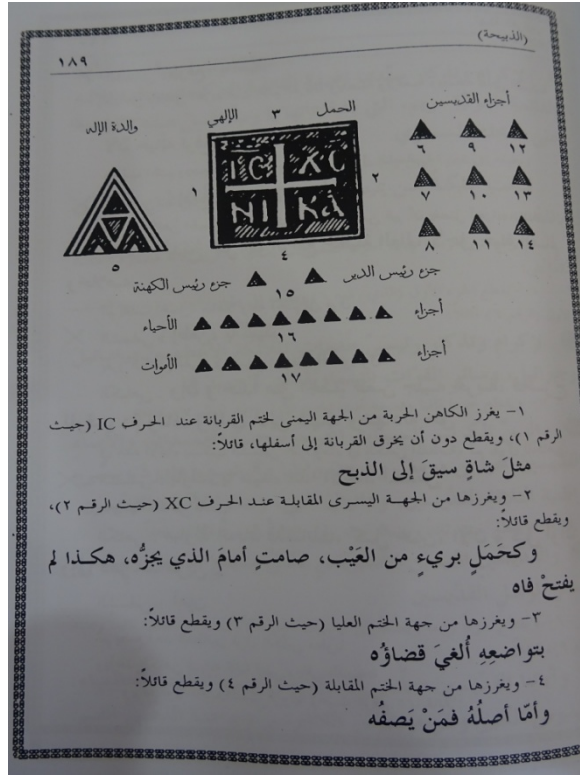 (الذبيحة)
١٨٩
أجزاء القديسين
الحمل ٣ الإلهي
والدة الإله
٦ ٩ ١٢
٧ ١٠ ١٣
٨ ١١ ١٤
١ ٢
IC XC
NI KA
٤
٥
جزء رئيس الدير جزء رئيس الكهنة
١٥
أجزاء الأحياء
١٦
أجزاء الأموات
١٧
١- يغرز الكاهن الحربة من الجهة اليمنى لختم القربانة عند الحرف IC (حيث
الرقم ١)، ويقطع دون أن يخرق القربانة إلى أسفلها، قائلاً:
مثلَ شاةٍ سيقَ إلى الذبح
٢- ويغرزها من الجهة اليسرى المقابلة عند الحرف XC (حيث الرقم ٢)،
ويقطع قائلاً:
وكحَمَلٍ بريءٍ من العَيْب، صامتٍ أمامَ الذي يجزُّه، هكذا لم
يفتحْ فاه
٣- ويغرزها من جهة الختم العليا (حيث الرقم ٣) ويقطع قائلاً:
بتواضعِهِ أُلغيَ قضاؤُه
٤- ويغرزها من جهة الختم المقابلة (حيث الرقم ٤) ويقطع قائلاً:
وأمّا أصلُهُ فمَنْ يَصفُه